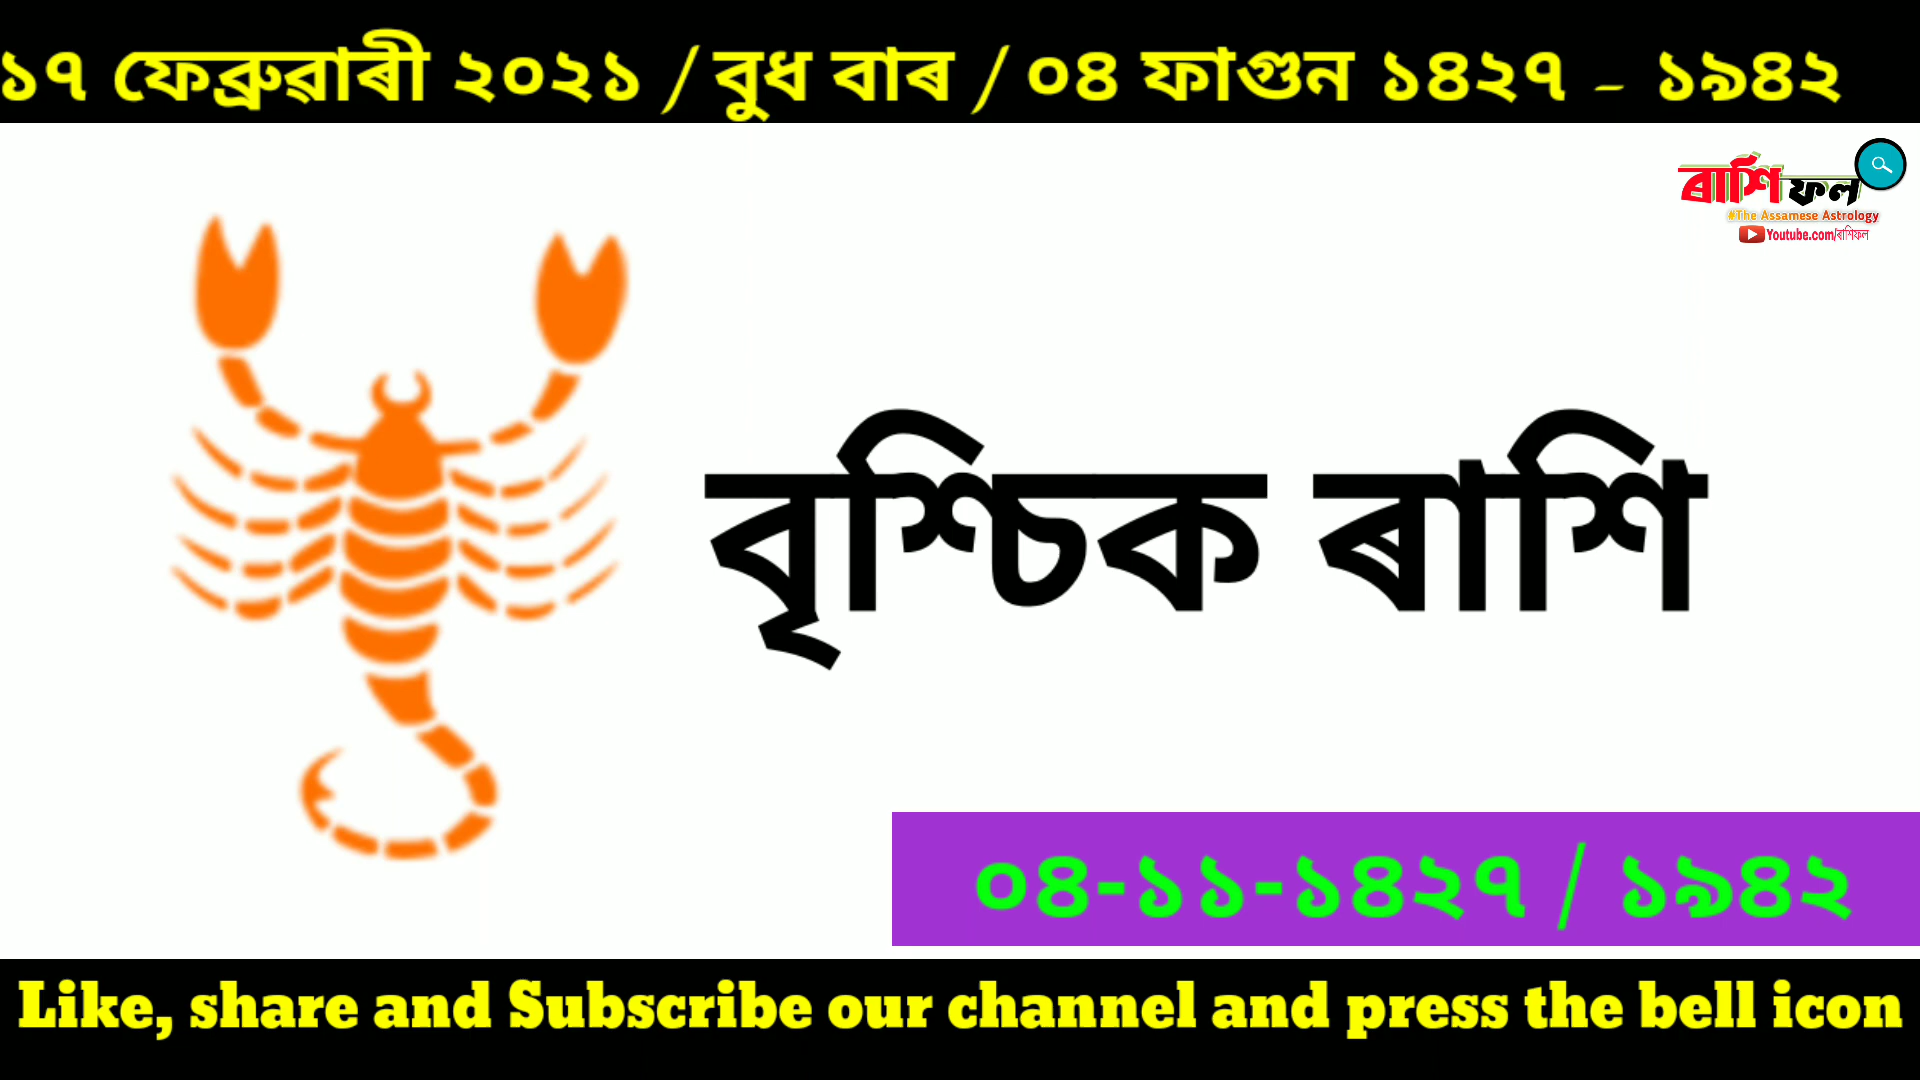 ১৭ ফেব্ৰুৱাৰী ২০২১ / বুধ বাৰ / ০৪ ফাগুন ১৪২৭ - ১৯৪২
ৰাশি ফল
#The Assamese Astrology
Youtube.com/ৰাশিফল
বৃশ্চিক ৰাশি
০৪-১১-১৪২৭ / ১৯৪২
Like, share and Subscribe our channel and press the bell icon